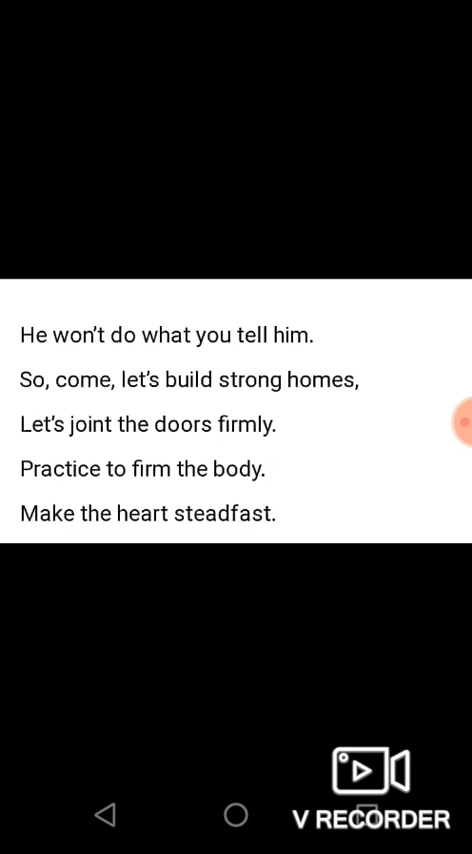 He won't do what you tell him.
So, come, let's build strong homes,
Let's joint the doors firmly.
Practice to firm the body.
Make the heart steadfast.
V RECORDER